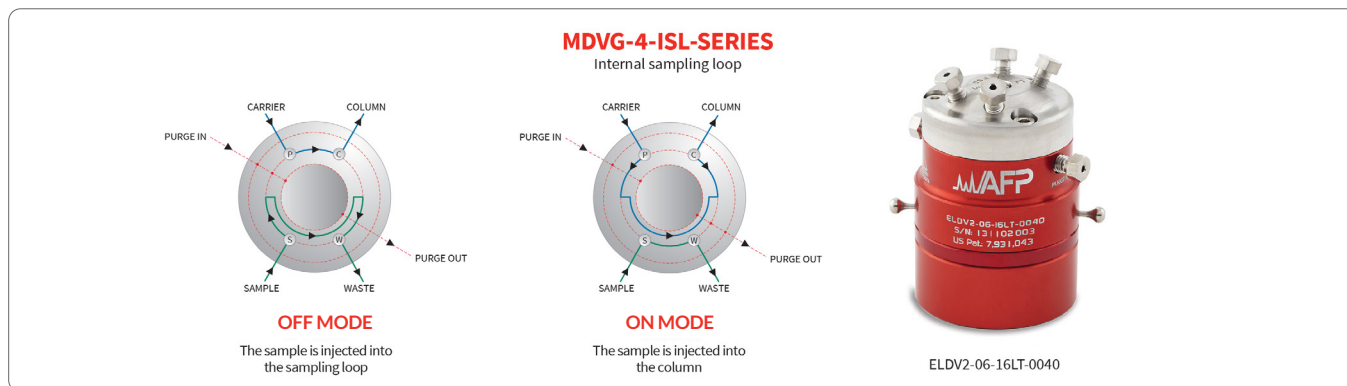 MDVG-4-ISL-SERIES
Internal sampling loop
CARRIER
COLUMN
PURGE IN
P
C
S
W
PURGE OUT
SAMPLE
WASTE
OFF MODE
The sample is injected into
the sampling loop
CARRIER
COLUMN
PURGE IN
P
C
S
W
PURGE OUT
SAMPLE
WASTE
ON MODE
The sample is injected into
the column
AFP
ELDV2-06-16LT-0040
S/N: 131102003
US Pat. 7,931,043
ELDV2-06-16LT-0040